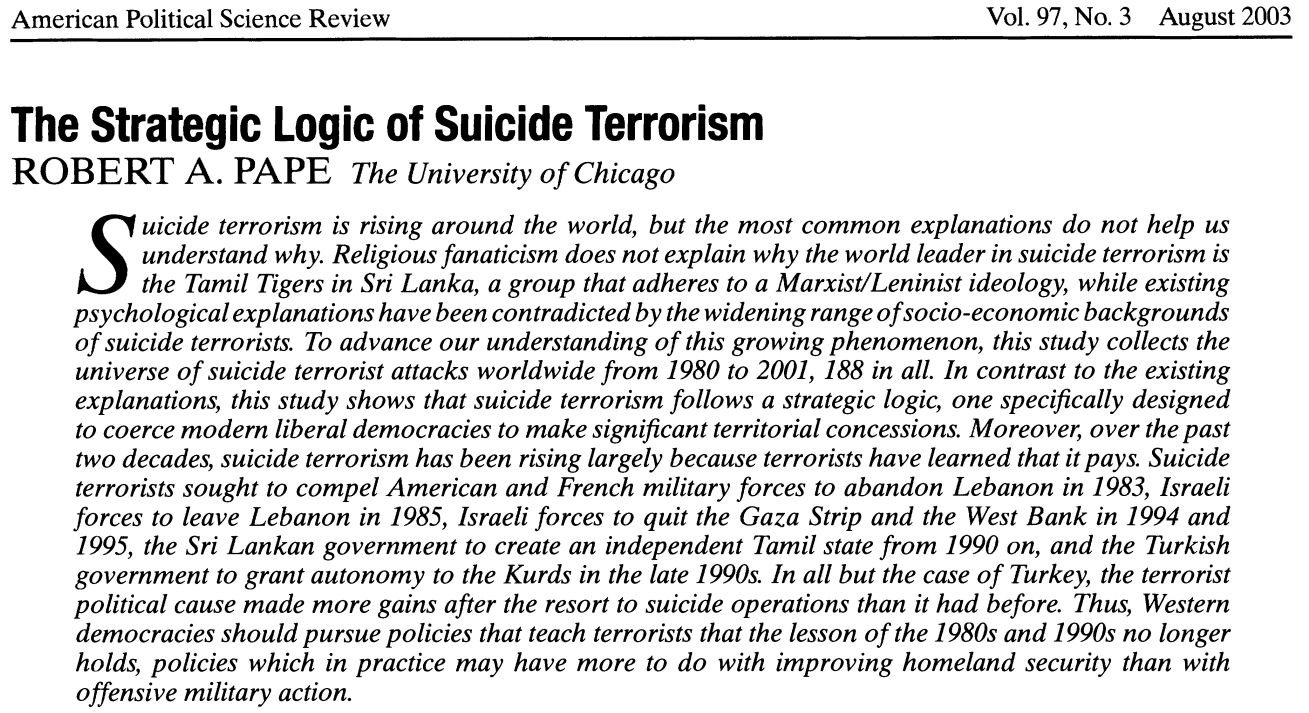 American Political Science Review Vol. 97, No. 3 August 2003
The Strategic Logic of Suicide Terrorism
ROBERT A. PAPE The University of Chicago
Suicide terrorism is rising around the world, but the most common explanations do not help us
understand why. Religious fanaticism does not explain why the world leader in suicide terrorism is
the Tamil Tigers in Sri Lanka, a group that adheres to a Marxist/Leninist ideology, while existing
psychological explanations have been contradicted by the widening range of socio-economic backgrounds
of suicide terrorists. To advance our understanding of this growing phenomenon, this study collects the
universe of suicide terrorist attacks worldwide from 1980 to 2001, 188 in all. In contrast to the existing
explanations, this study shows that suicide terrorism follows a strategic logic, one specifically designed
to coerce modern liberal democracies to make significant territorial concessions. Moreover, over the past
two decades, suicide terrorism has been rising largely because terrorists have learned that it pays. Suicide
terrorists sought to compel American and French military forces to abandon Lebanon in 1983, Israeli
forces to leave Lebanon in 1985, Israeli forces to quit the Gaza Strip and the West Bank in 1994 and
1995, the Sri Lankan government to create an independent Tamil state from 1990 on, and the Turkish
government to grant autonomy to the Kurds in the late 1990s. In all but the case of Turkey, the terrorist
political cause made more gains after the resort to suicide operations than it had before. Thus, Western
democracies should pursue policies that teach terrorists that the lesson of the 1980s and 1990s no longer
holds, policies which in practice may have more to do with improving homeland security than with
offensive military action.